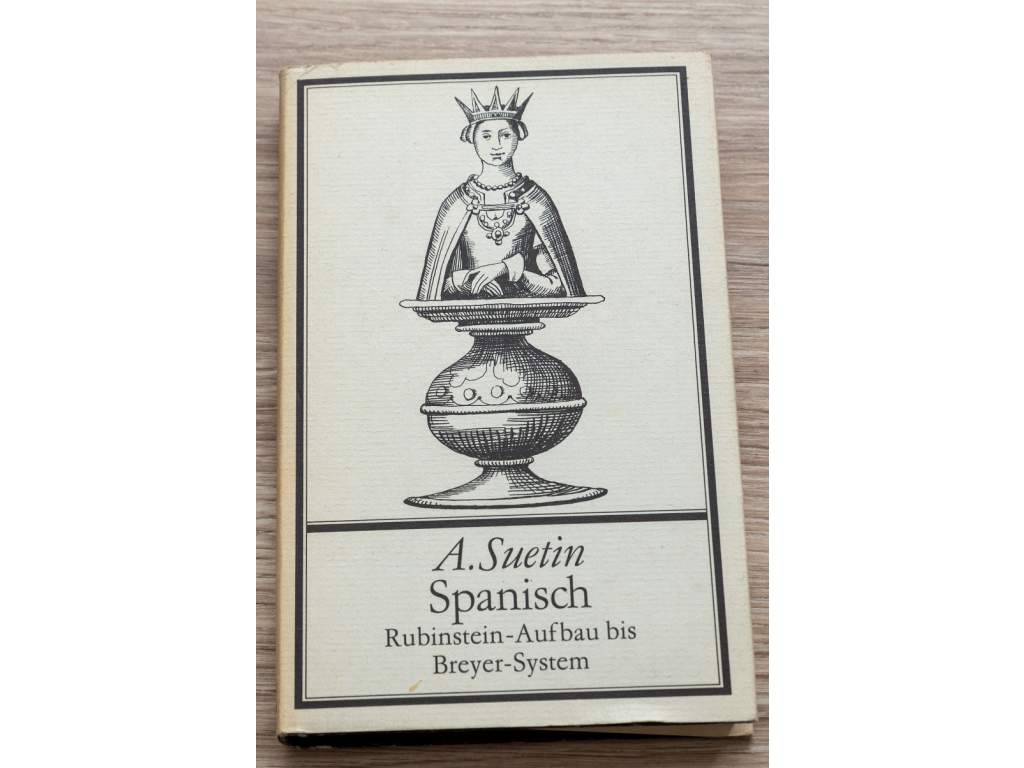 A. Suetin
Spanisch
Rubinstein-Aufbau bis
Breyer-System